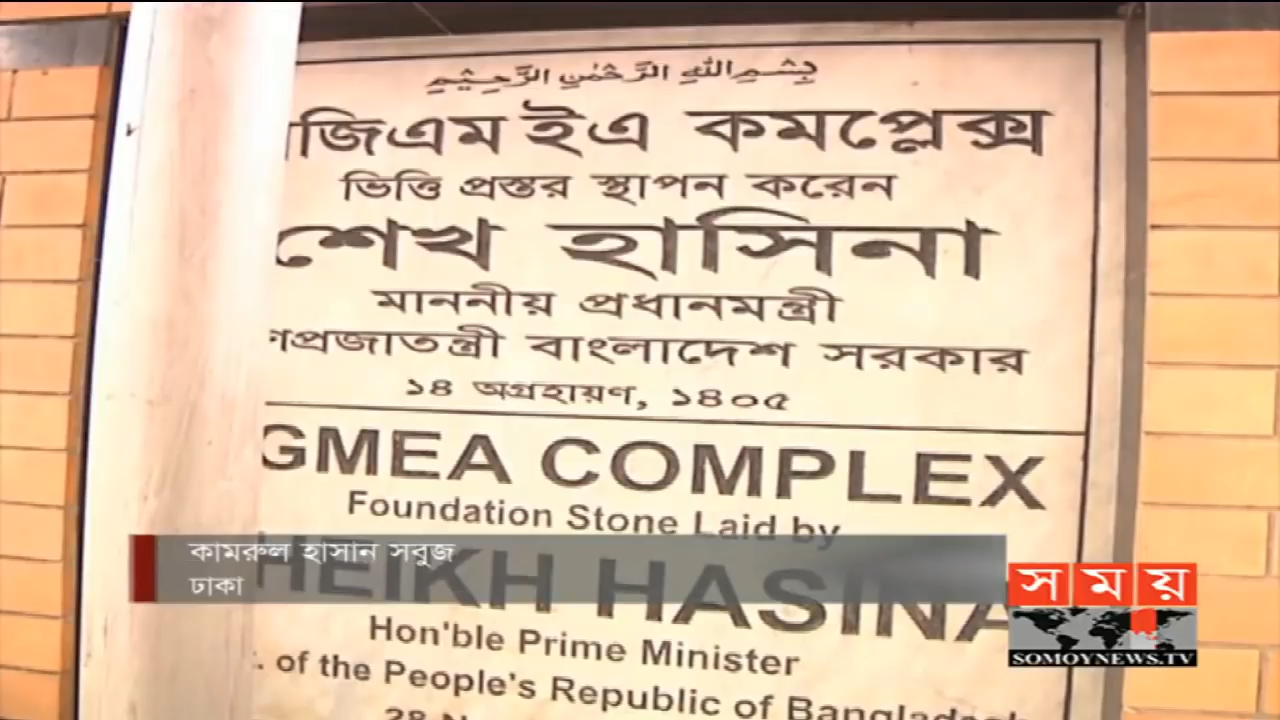 بِسْمِ اللهِ الرَّحْمٰنِ الرَّحِيْمِ
জিএমইএ কমপ্লেক্স
ভিত্তি প্রস্তর স্থাপন করেন
শেখ হাসিনা
মাননীয় প্রধানমন্ত্রী
প্রজাতন্ত্রী বাংলাদেশ সরকার
১৪ অগ্রহায়ণ, ১৪০৫
GMEA COMPLEX
Foundation Stone Laid by
HEIKH HASINA
Hon'ble Prime Minister
. of the People's Republic of Bangladesh
28
কামরুল হাসান সবুজ
ঢাকা
সময়
SOMOYNEWS.TV